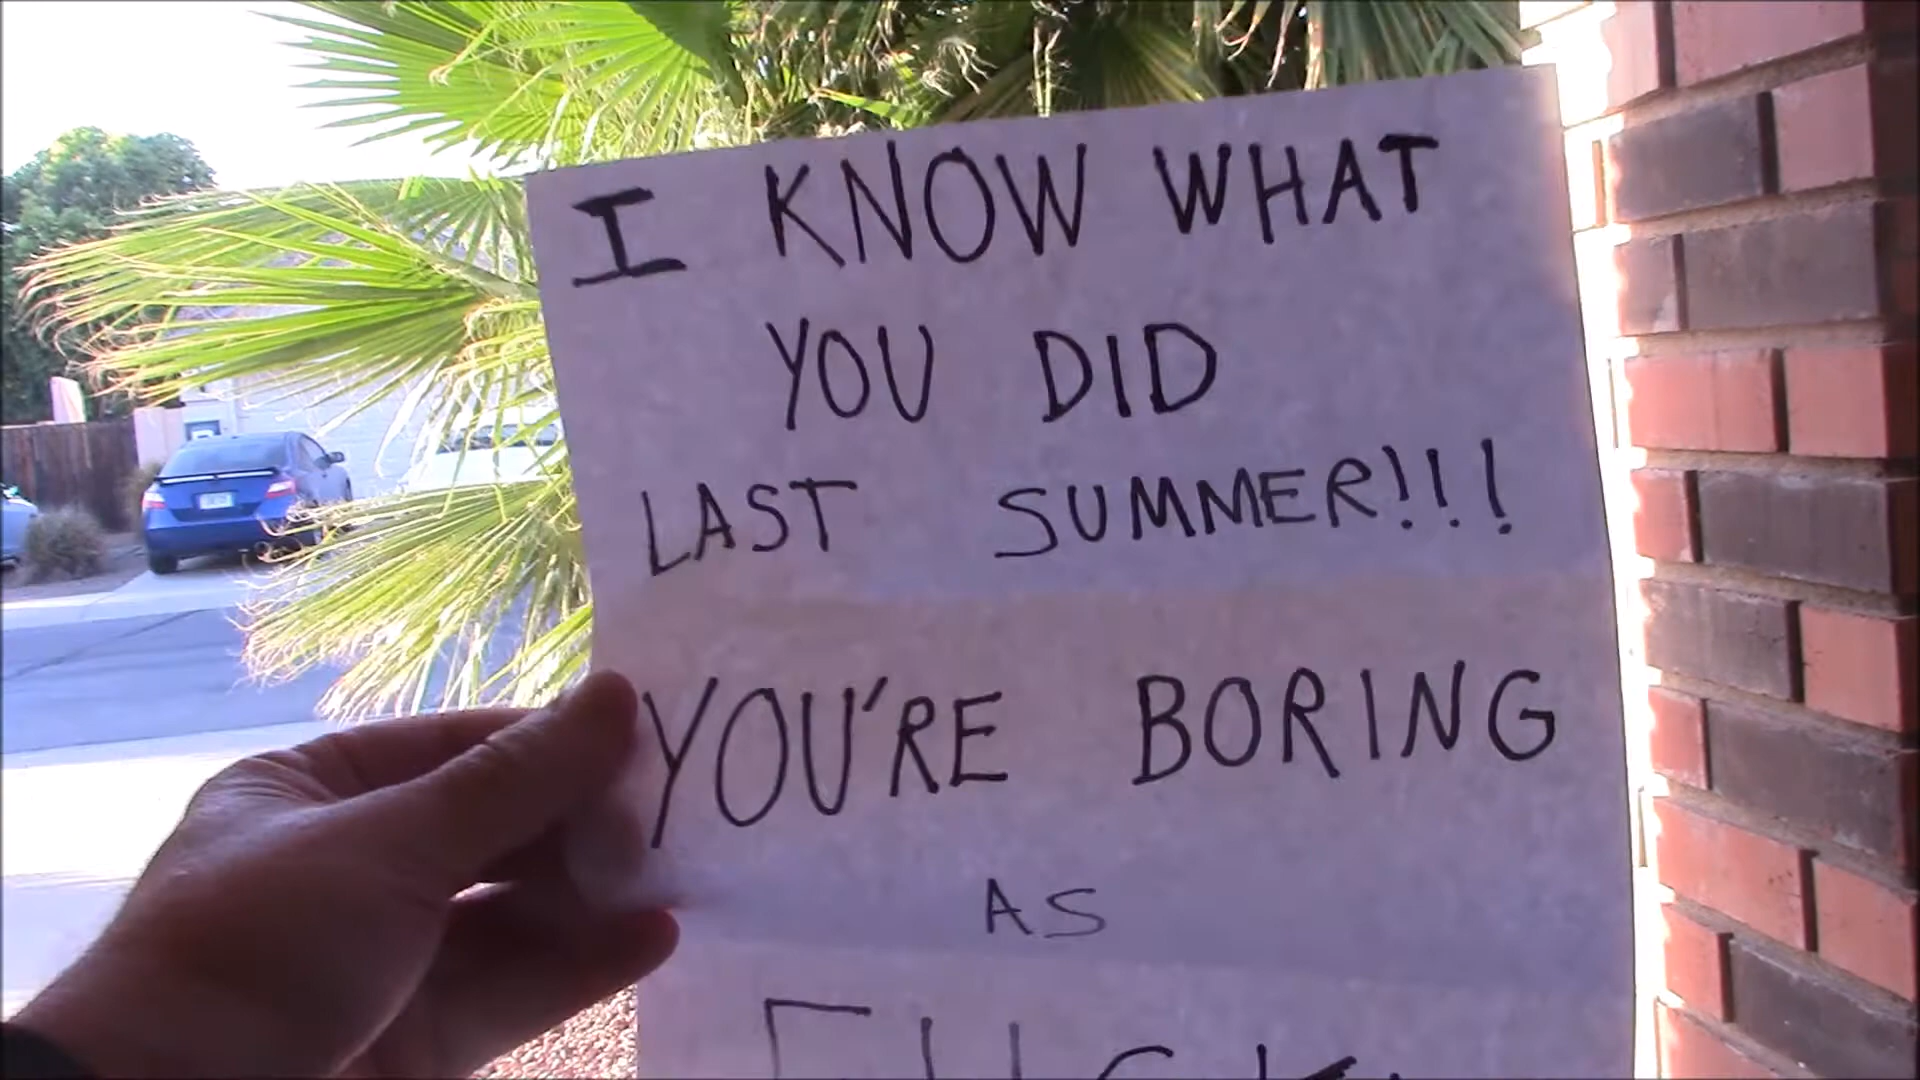 I KNOW WHAT
YOU DID
LAST SUMMER!!!
YOU'RE BORING
AS